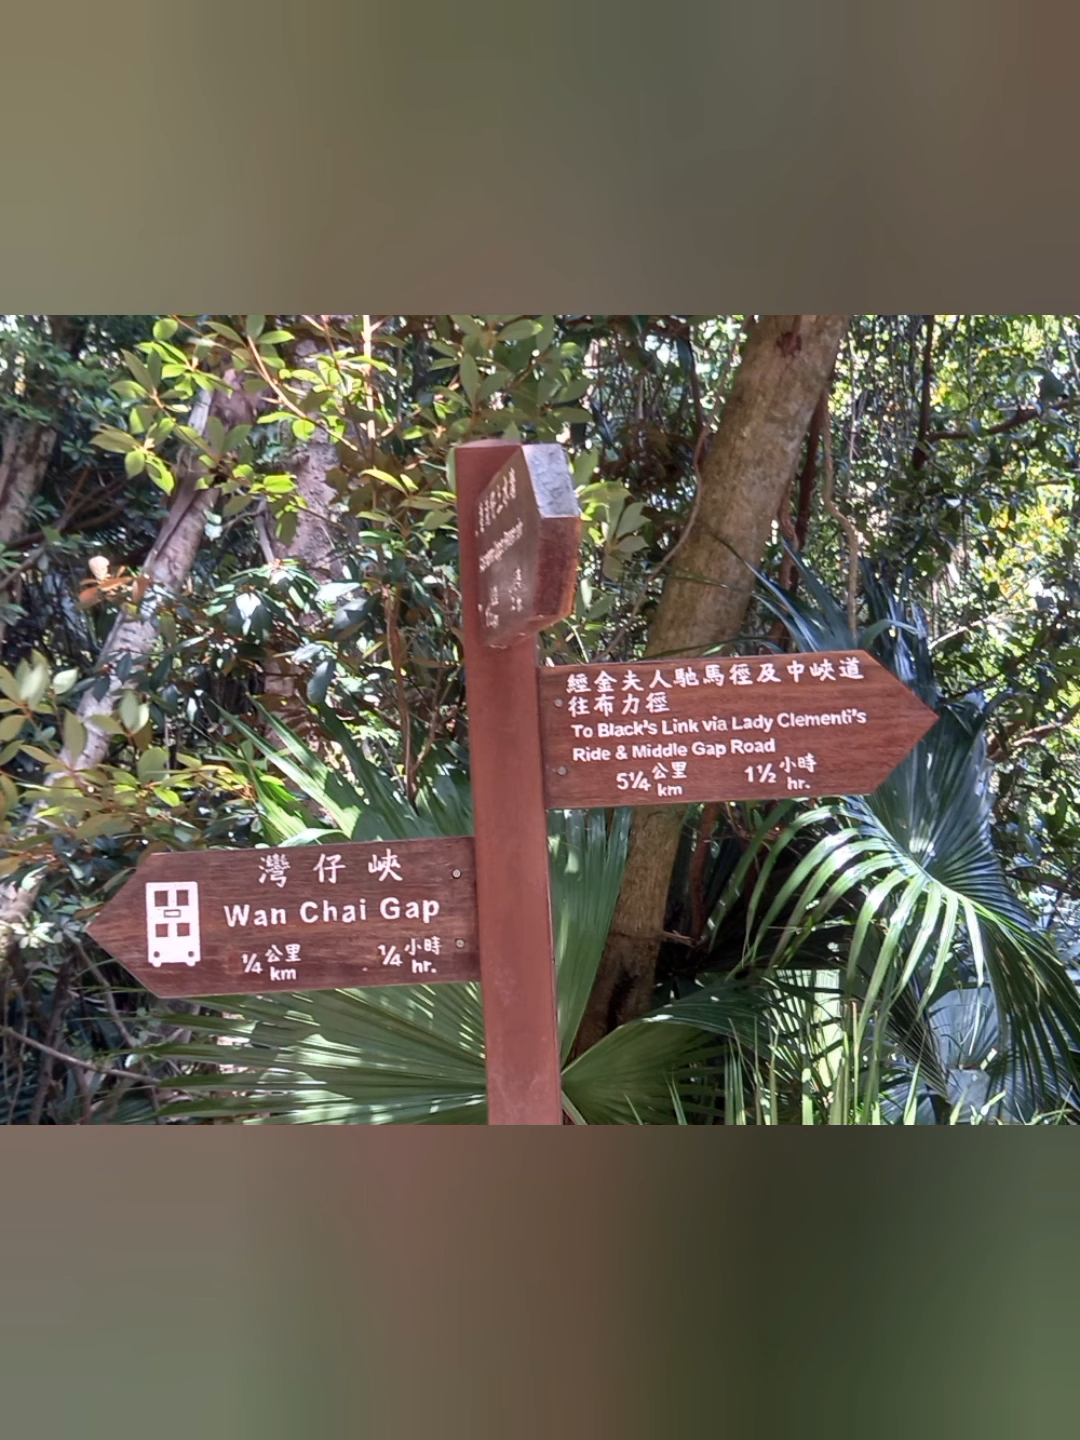 經金夫人馳馬徑及中峽道
往布力徑
To Black's Link via Lady Clementi's
Ride & Middle Gap Road
5¼ 公里 km 1½ 小時 hr.
灣仔峽
Wan Chai Gap
¼ 公里 km ¼ 小時 hr.